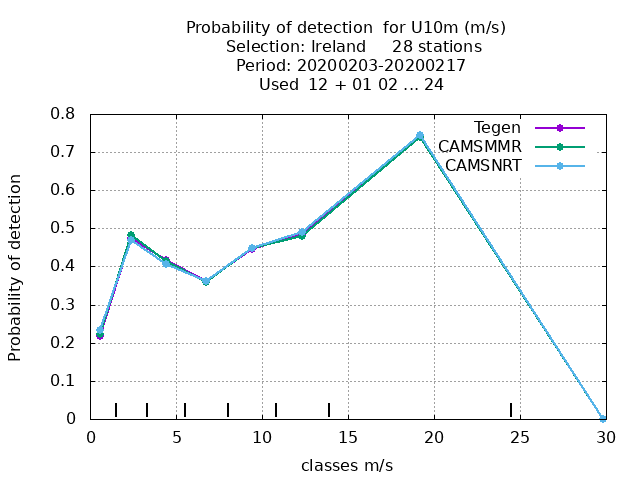 Probability of detection  for U10m (m/s)
Selection: Ireland     28 stations
Period: 20200203-20200217
Used  12 + 01 02 ... 24
Tegen
CAMSMMR
CAMSNRT
Probability of detection
0.8
0.7
0.6
0.5
0.4
0.3
0.2
0.1
0
0 5 10 15 20 25 30
classes m/s